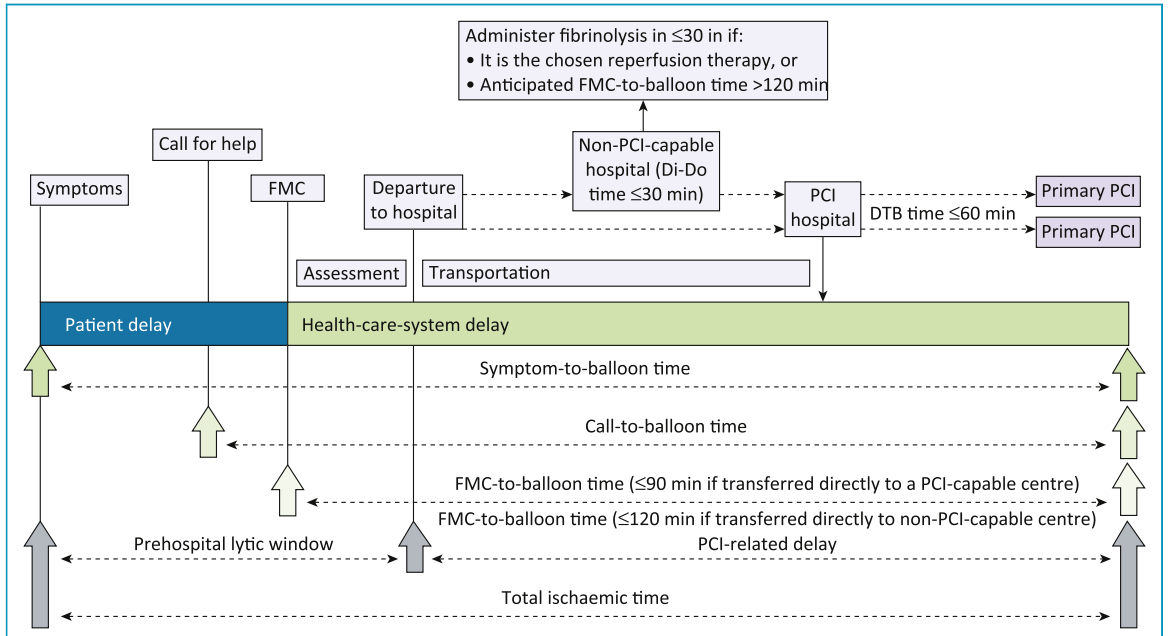 Administer fibrinolysis in ≤30 in if:
• It is the chosen reperfusion therapy, or
• Anticipated FMC-to-balloon time >120 min
Call for help
Non-PCI-capable
hospital (Di-Do
time ≤30 min)
Symptoms
FMC
Departure
to hospital
PCI
hospital
Primary PCI
DTB time ≤60 min
Primary PCI
Assessment
Transportation
Patient delay
Health-care-system delay
Symptom-to-balloon time
Call-to-balloon time
FMC-to-balloon time (≤90 min if transferred directly to a PCI-capable centre)
FMC-to-balloon time (≤120 min if transferred directly to non-PCI-capable centre)
Prehospital lytic window
PCI-related delay
Total ischaemic time